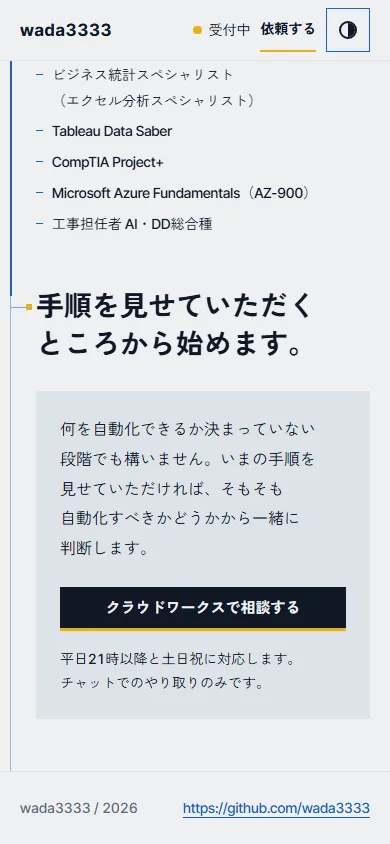 wada3333
受付中 依頼する
ビジネス統計スペシャリスト
（エクセル分析スペシャリスト）
Tableau Data Saber
CompTIA Project+
Microsoft Azure Fundamentals（AZ-900）
工事担任者 AI・DD総合種
手順を見せていただく
ところから始めます。
何を自動化できるか決まっていない
段階でも構いません。いまの手順を
見せていただければ、そもそも
自動化すべきかどうかから一緒に
判断します。
クラウドワークスで相談する
平日21時以降と土日祝に対応します。
チャットでのやり取りのみです。
wada3333 / 2026 https://github.com/wada3333